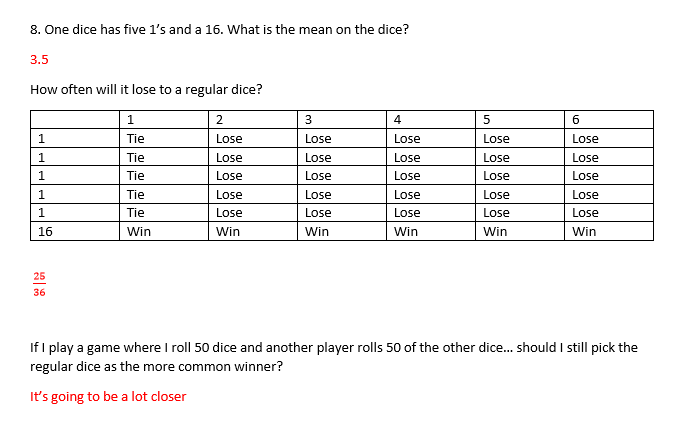 8. One dice has five 1's and a 16. What is the mean on the dice?
3.5
How often will it lose to a regular dice?
1 2 3 4 5 6
1 Tie Lose Lose Lose Lose Lose
1 Tie Lose Lose Lose Lose Lose
1 Tie Lose Lose Lose Lose Lose
1 Tie Lose Lose Lose Lose Lose
1 Tie Lose Lose Lose Lose Lose
16 Win Win Win Win Win Win
25
36
If I play a game where I roll 50 dice and another player rolls 50 of the other dice... should I still pick the
regular dice as the more common winner?
It's going to be a lot closer